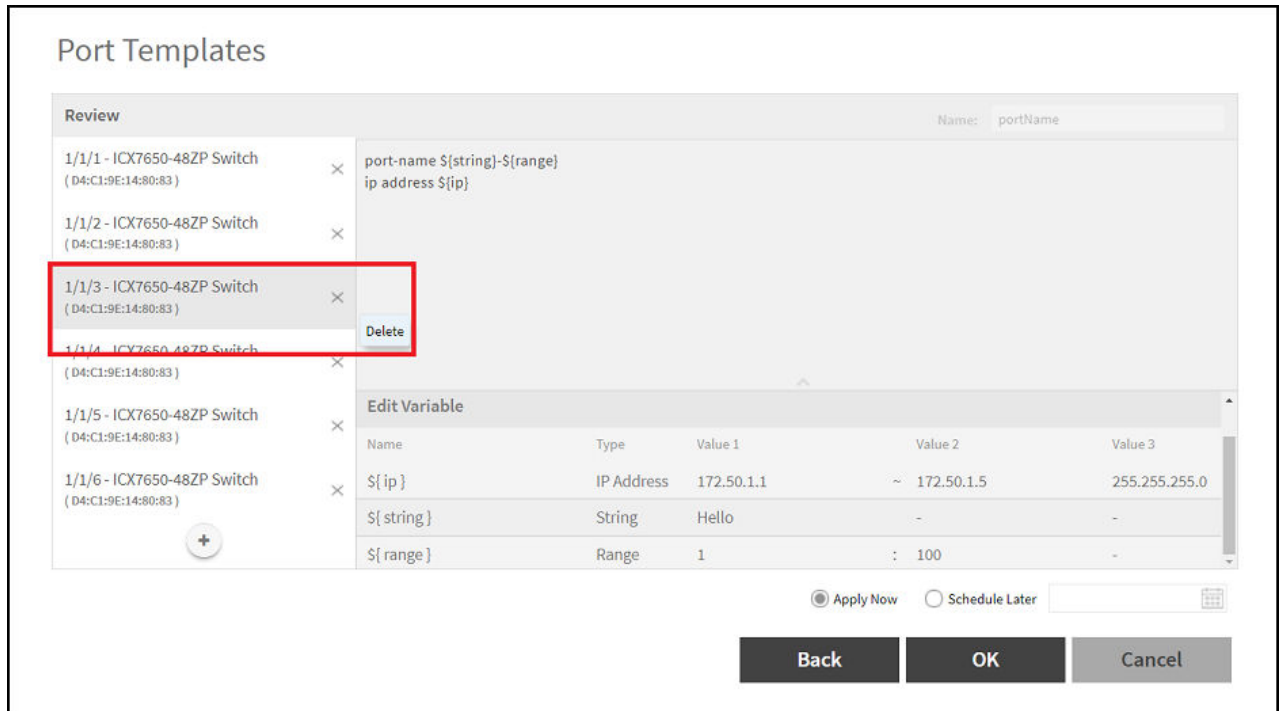 Port Templates
Review
Name: portName
1/1/1 - ICX7650-48ZP Switch
( D4:C1:9E:14:80:83 )
1/1/2 - ICX7650-48ZP Switch
( D4:C1:9E:14:80:83 )
1/1/3 - ICX7650-48ZP Switch
( D4:C1:9E:14:80:83 )
Delete
1/1/4 - ICX7650-48ZP Switch
( D4:C1:9E:14:80:83 )
1/1/5 - ICX7650-48ZP Switch
( D4:C1:9E:14:80:83 )
1/1/6 - ICX7650-48ZP Switch
( D4:C1:9E:14:80:83 )
+
port-name ${string}-${range}
ip address ${ip}
Edit Variable
Name Type Value 1 Value 2 Value 3
${ ip } IP Address 172.50.1.1 ~ 172.50.1.5 255.255.255.0
${ string } String Hello - -
${ range } Range 1 : 100 -
Apply Now Schedule Later
Back OK Cancel